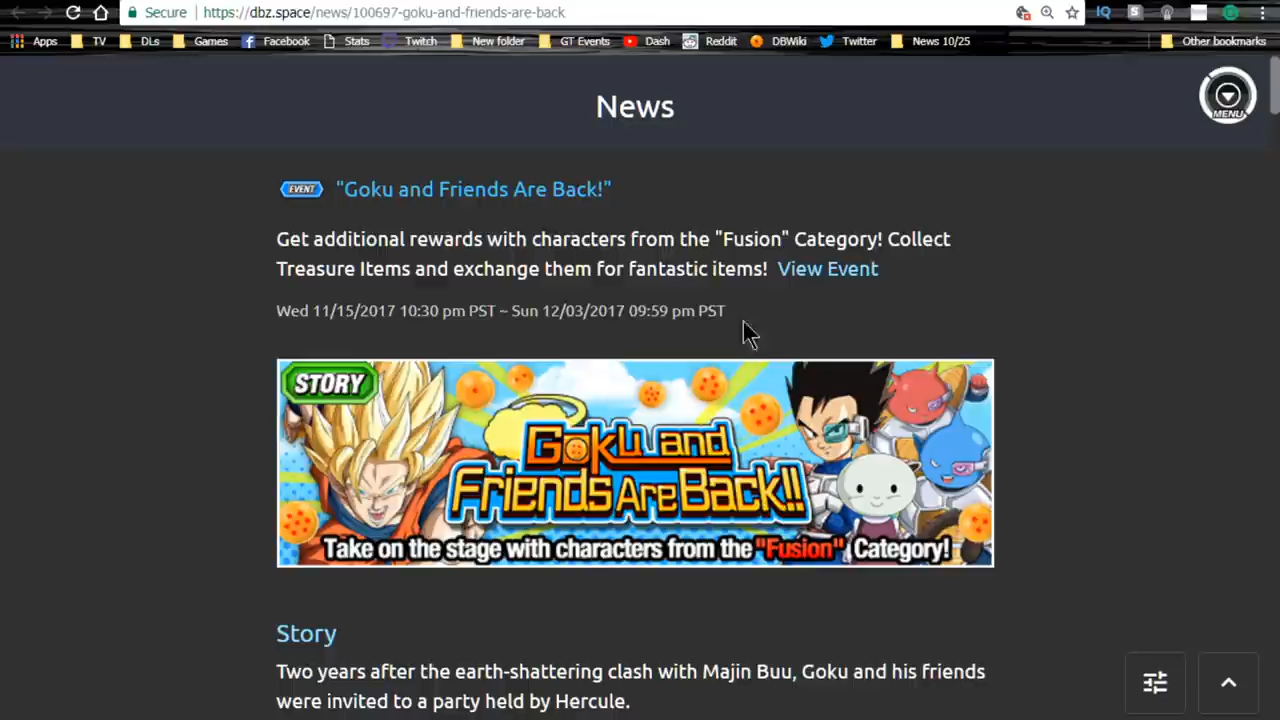 Secure https://dbz.space/news/100697-goku-and-friends-are-back
Apps TV DLs Games Facebook Stats Twitch New folder GT Events Dash Reddit DBWiki Twitter News 10/25 Other bookmarks
News
MENU
EVENT "Goku and Friends Are Back!"
Get additional rewards with characters from the "Fusion" Category! Collect
Treasure Items and exchange them for fantastic items! View Event
Wed 11/15/2017 10:30 pm PST ~ Sun 12/03/2017 09:59 pm PST
STORY
Goku and
Friends Are Back!!
Take on the stage with characters from the "Fusion" Category!
Story
Two years after the earth-shattering clash with Majin Buu, Goku and his friends
were invited to a party held by Hercule.